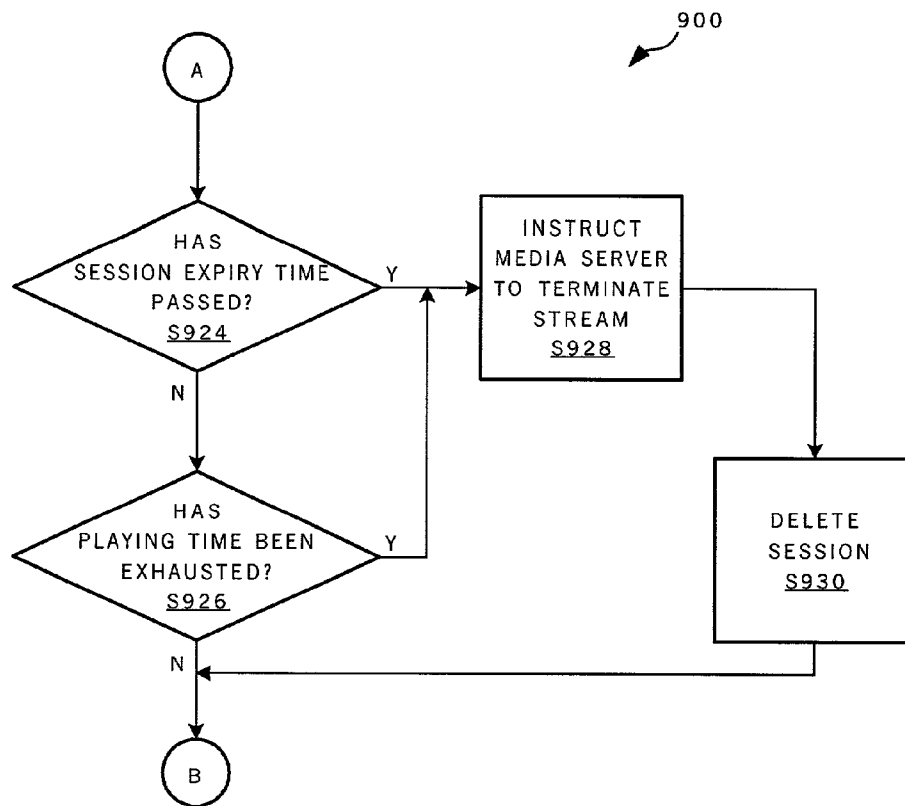 900
A
HAS
SESSION EXPIRY TIME
PASSED?
S924
Y
N
INSTRUCT
MEDIA SERVER
TO TERMINATE
STREAM
S928
HAS
PLAYING TIME BEEN
EXHAUSTED?
S926
Y
N
DELETE
SESSION
S930
B